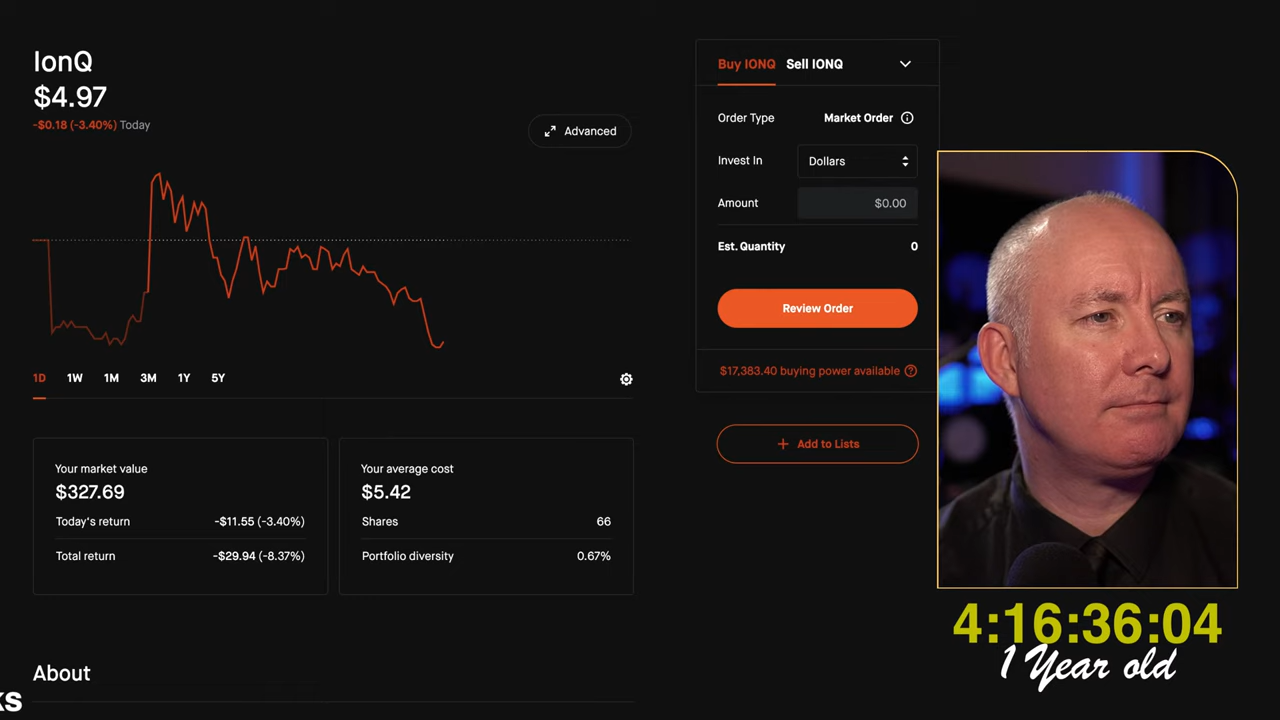 IonQ
$4.97
-$0.18 (-3.40%) Today
Advanced
1D 1W 1M 3M 1Y 5Y
Your market value
$327.69
Today's return -$11.55 (-3.40%)
Total return -$29.94 (-8.37%)
Your average cost
$5.42
Shares 66
Portfolio diversity 0.67%
About
Buy IONQ Sell IONQ
Order Type Market Order
Invest In Dollars
Amount $0.00
Est. Quantity 0
Review Order
$17,383.40 buying power available
+ Add to Lists
4:16:36:04
1 Year old